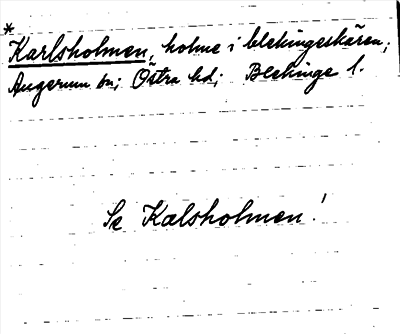 * Karlsholmen, holme i blekingeskären;
Augerum sn; Östra hd; Blekinge l.
Se Kalsholmen!